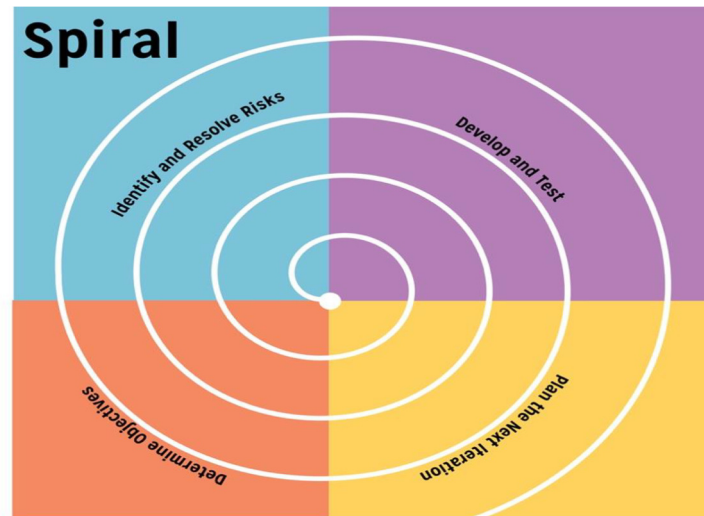 Spiral
Identify and Resolve Risks
Develop and Test
Determine Objectives
Plan the Next Iteration